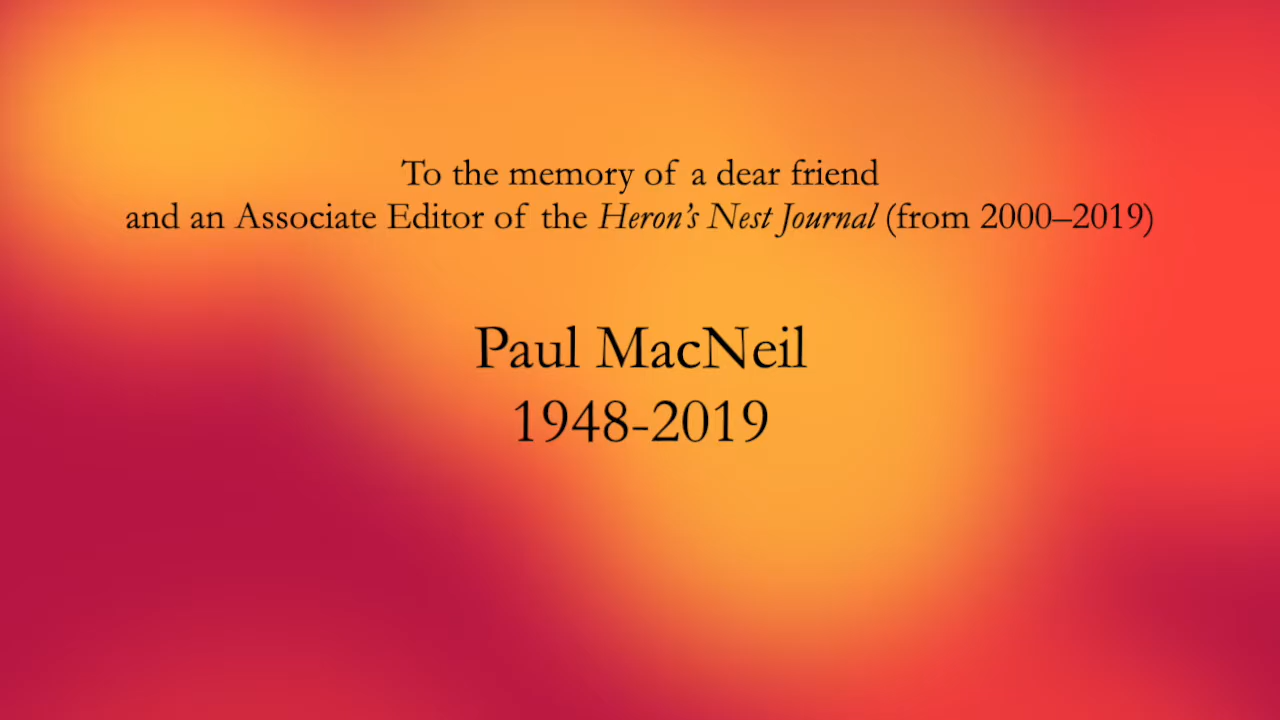 To the memory of a dear friend
and an Associate Editor of the Heron’s Nest Journal (from 2000–2019)
Paul MacNeil
1948-2019